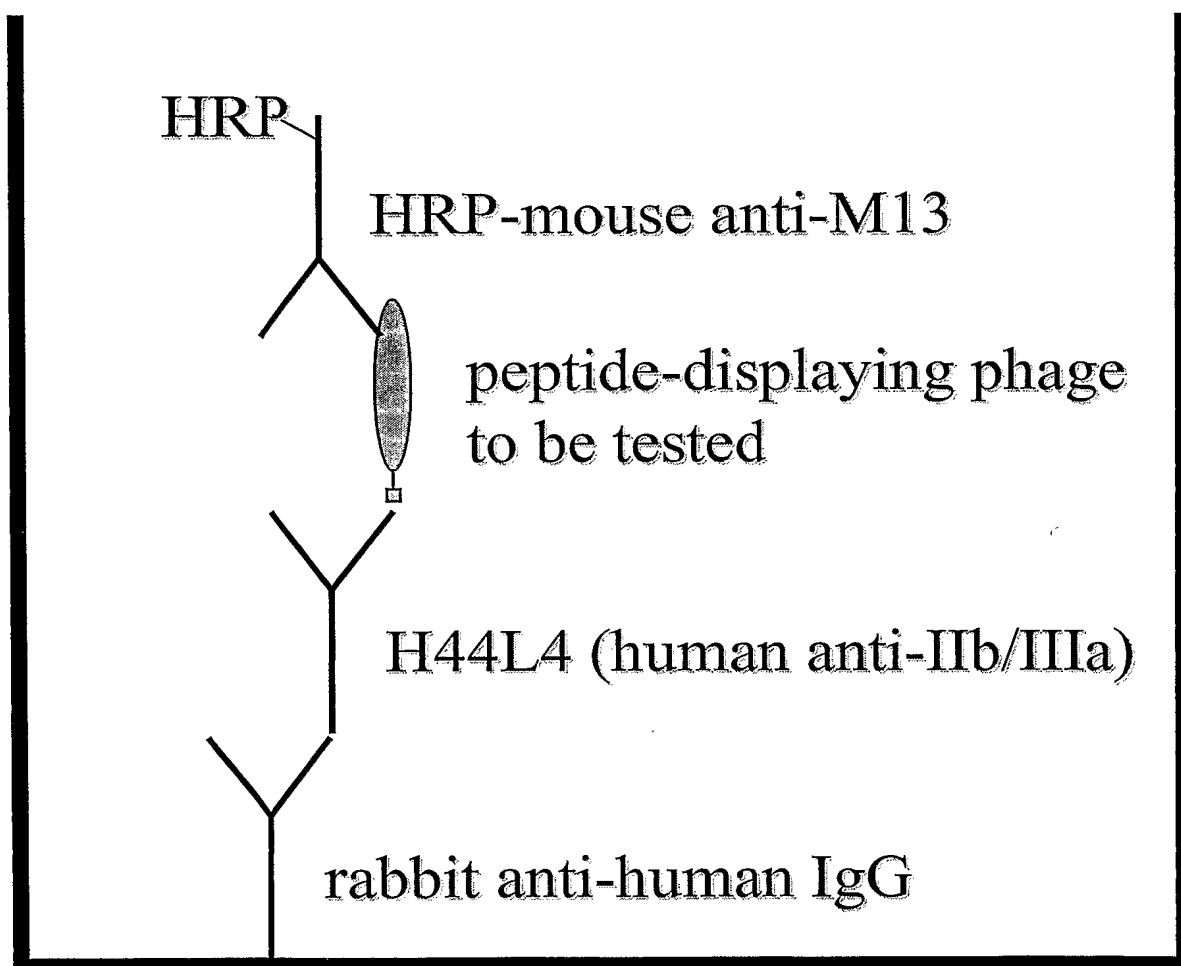 HRP
HRP-mouse anti-M13
peptide-displaying phage
to be tested
H44L4 (human anti-IIb/IIIa)
rabbit anti-human IgG